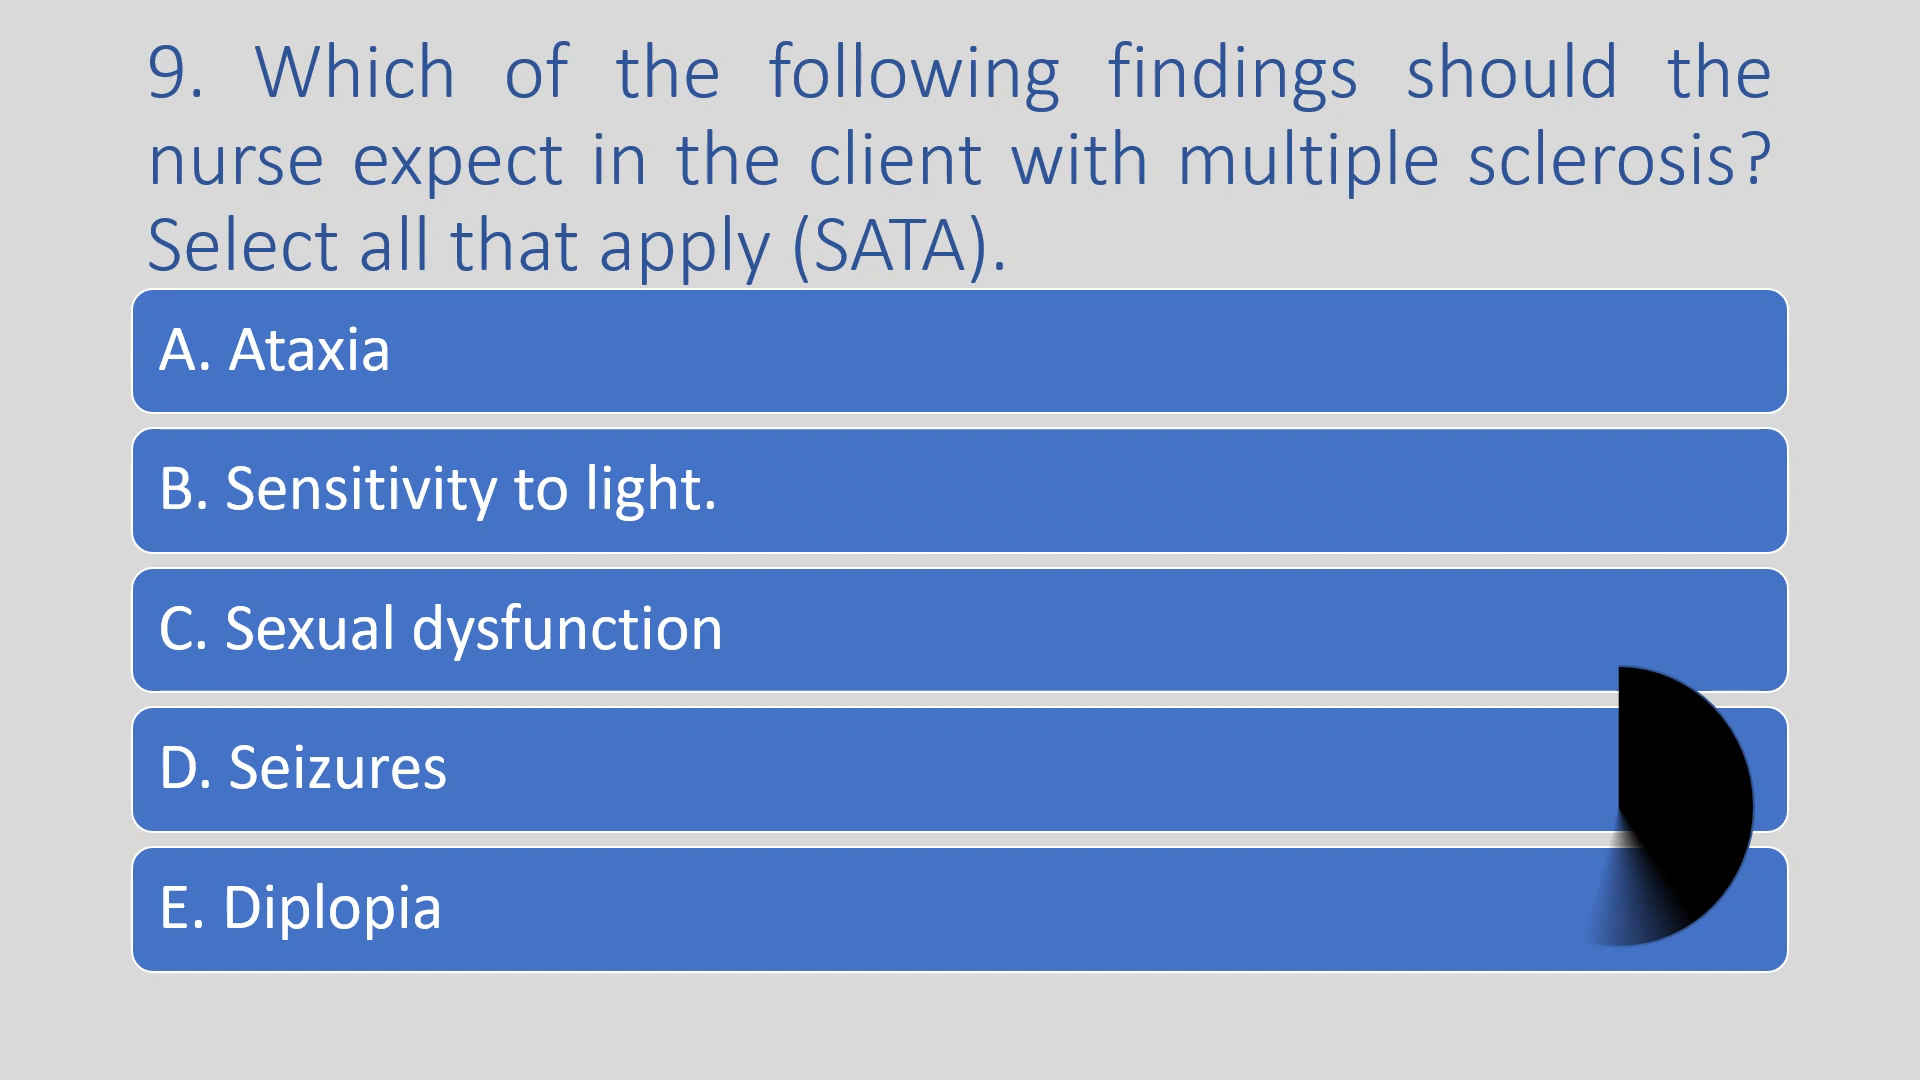 9. Which of the following findings should the
nurse expect in the client with multiple sclerosis?
Select all that apply (SATA).
A. Ataxia
B. Sensitivity to light.
C. Sexual dysfunction
D. Seizures
E. Diplopia